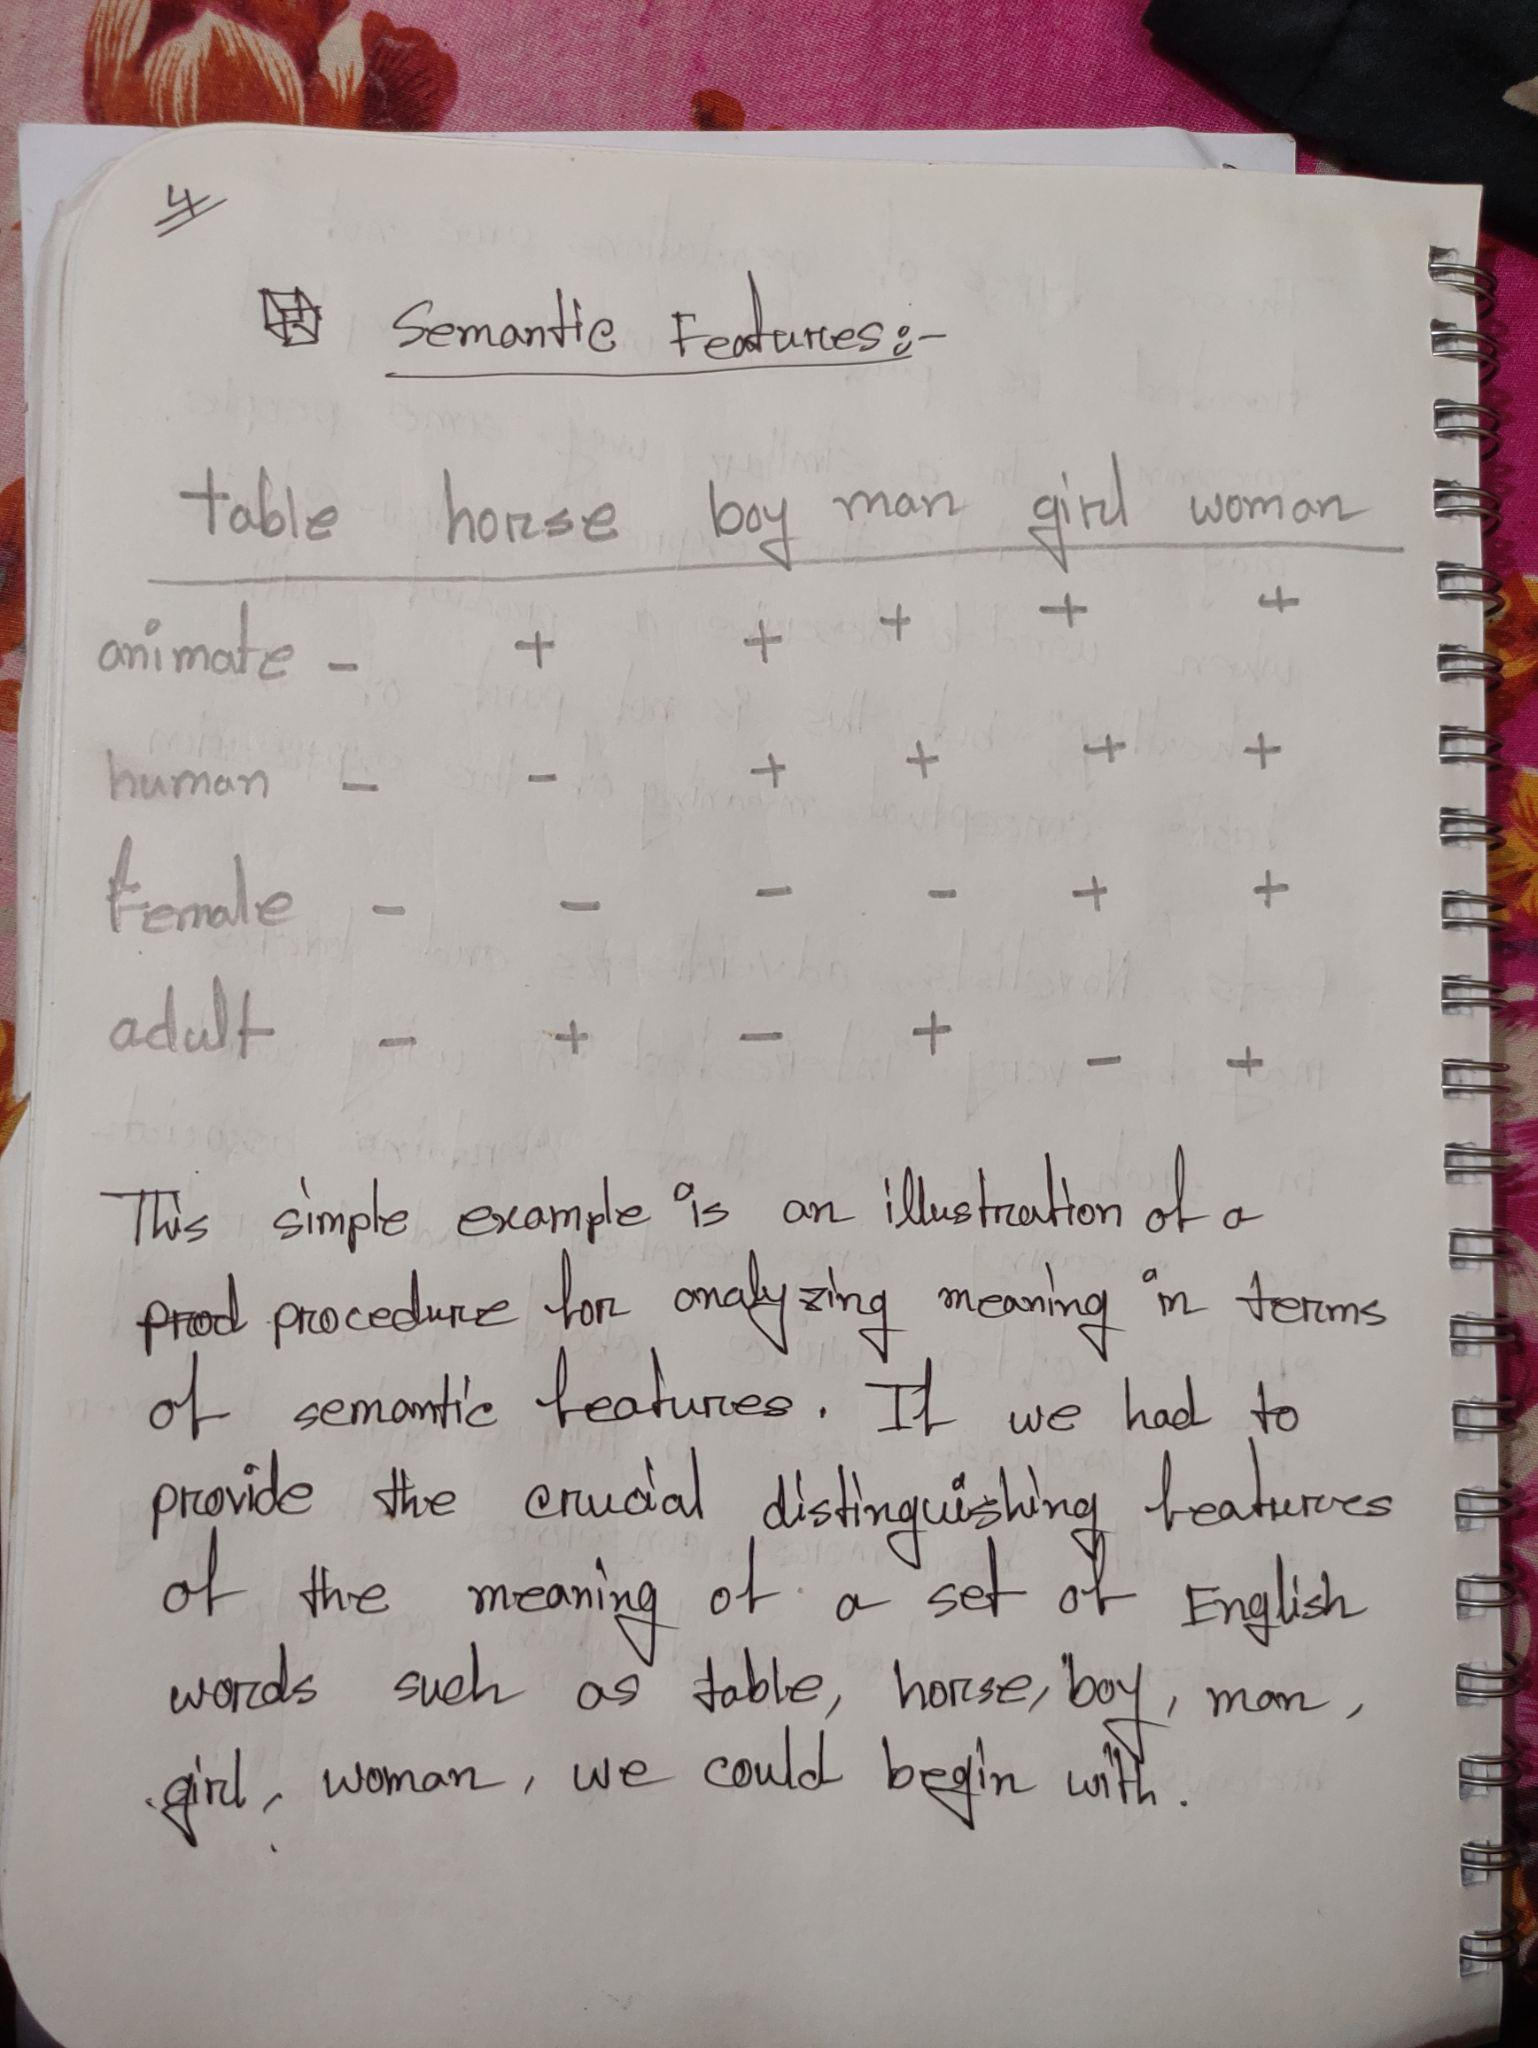 4
Semantic Features:-
table horse boy man girl woman
animate - + + + + +
human - - + + + +
female - - - - + +
adult - + - + - +
This simple example is an illustration of a
prod procedure for analyzing meaning in terms
of semantic features. If we had to
provide the crucial distinguishing features
of the meaning of a set of English
words such as table, horse, boy, man,
girl, woman, we could begin with.